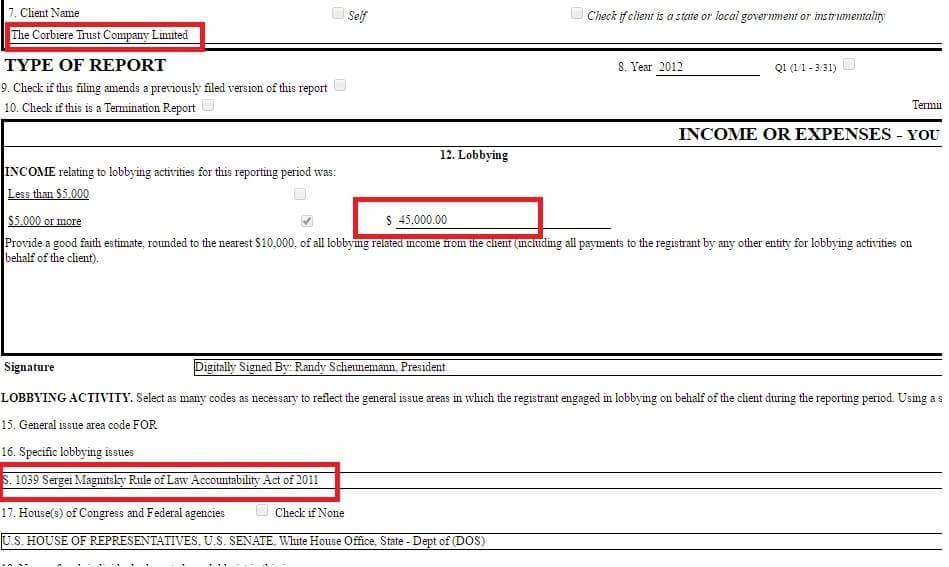 7. Client Name Self Check if client is a state or local government or instrumentality
The Corbiere Trust Company Limited
TYPE OF REPORT 8. Year 2012 Q1 (1/1 - 3/31)
9. Check if this filing amends a previously filed version of this report
10. Check if this is a Termination Report Termi
INCOME OR EXPENSES - YOU
12. Lobbying
INCOME relating to lobbying activities for this reporting period was:
Less than $5,000
$5,000 or more $ 45,000.00
Provide a good faith estimate, rounded to the nearest $10,000, of all lobbying related income from the client (including all payments to the registrant by any other entity for lobbying activities on
behalf of the client).
Signature Digitally Signed By: Randy Scheunemann, President
LOBBYING ACTIVITY. Select as many codes as necessary to reflect the general issue areas in which the registrant engaged in lobbying on behalf of the client during the reporting period. Using a s
15. General issue area code FOR
16. Specific lobbying issues
S. 1039 Sergei Magnitsky Rule of Law Accountability Act of 2011
17. House(s) of Congress and Federal agencies Check if None
U.S. HOUSE OF REPRESENTATIVES, U.S. SENATE, White House Office, State - Dept of (DOS)